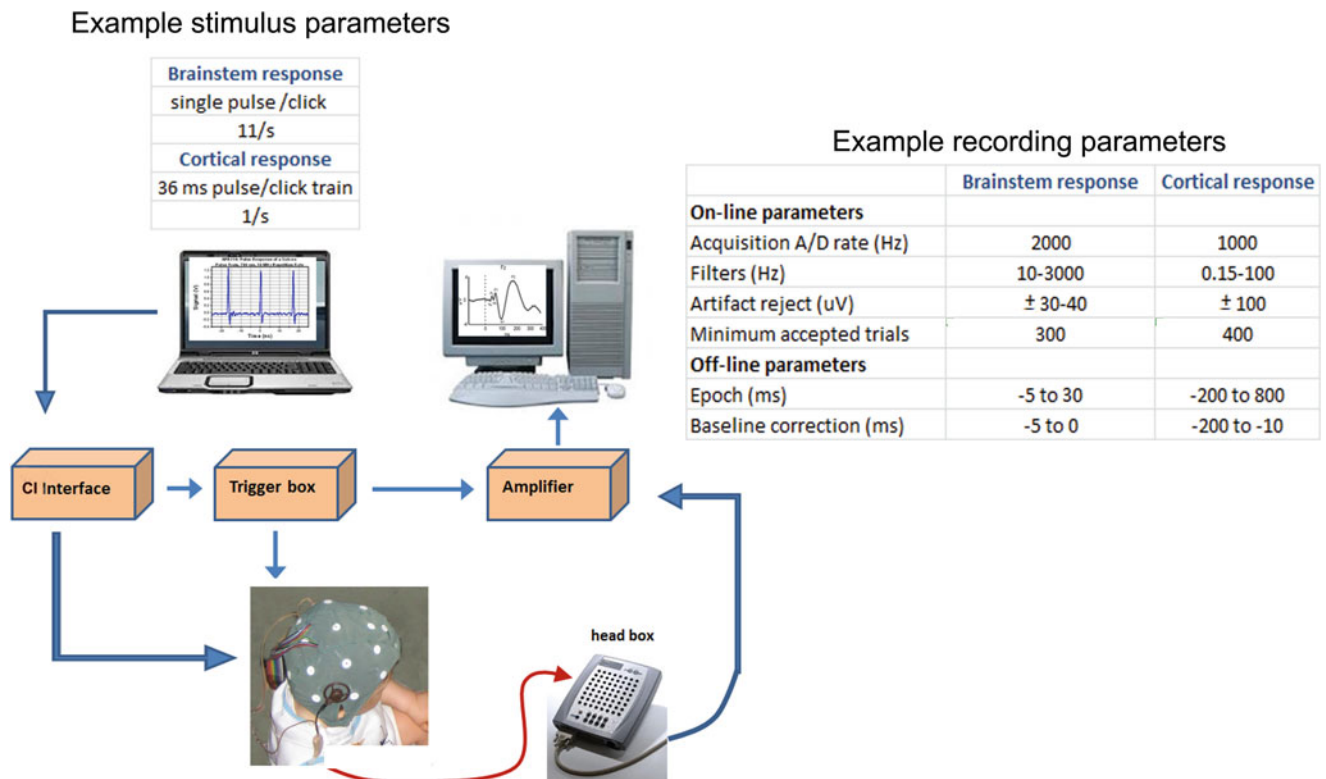 Example stimulus parameters
Brainstem response
single pulse /click
11/s
Cortical response
36 ms pulse/click train
1/s
Example recording parameters
Brainstem response Cortical response
On-line parameters
Acquisition A/D rate (Hz) 2000 1000
Filters (Hz) 10-3000 0.15-100
Artifact reject (uV) ± 30-40 ± 100
Minimum accepted trials 300 400
Off-line parameters
Epoch (ms) -5 to 30 -200 to 800
Baseline correction (ms) -5 to 0 -200 to -10
Signal (V)
Time (ns)
CI Interface
Trigger box
Amplifier
head box